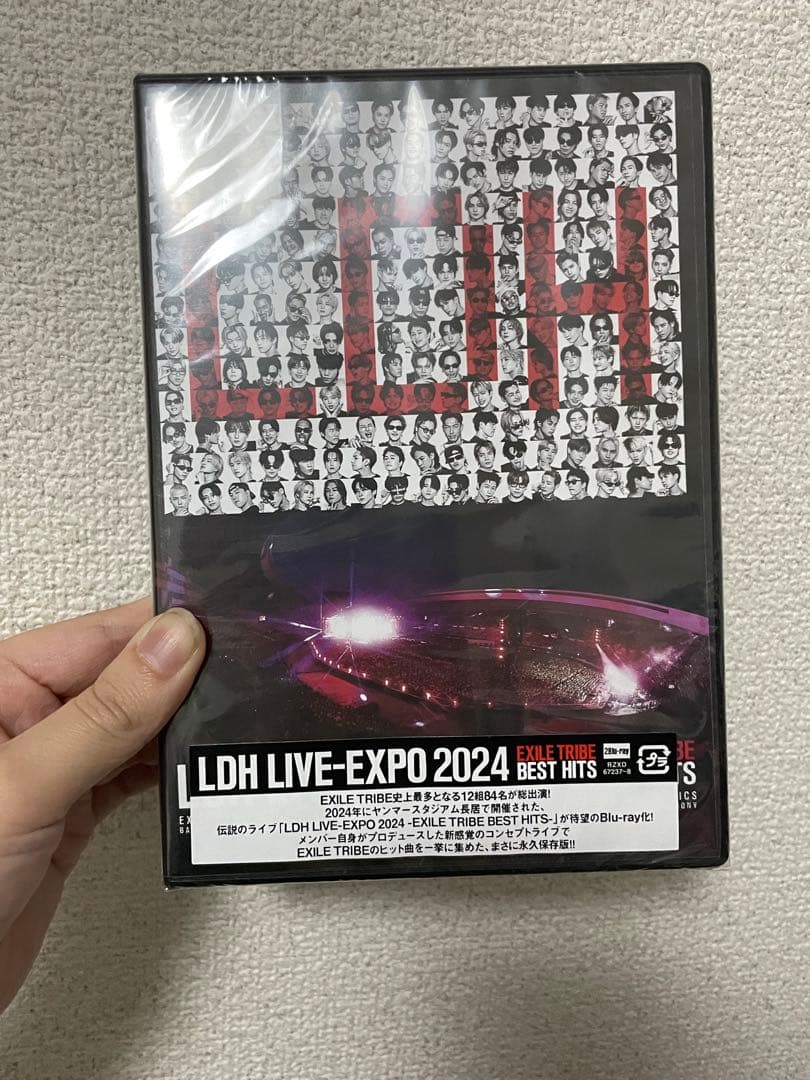 LDH
LDH LIVE-EXPO 2024 EXILE TRIBE BEST HITS
2Blu-ray
RZXD
67237~8
プラ
EXILE TRIBE史上最多となる12組84名が総出演!
2024年にヤンマースタジアム長居で開催された、
伝説のライブ「LDH LIVE-EXPO 2024 -EXILE TRIBE BEST HITS-」が待望のBlu-ray化!
メンバー自身がプロデュースした新感覚のコンセプトライブで
EXILE TRIBEのヒット曲を一挙に集めた、まさに永久保存版!!